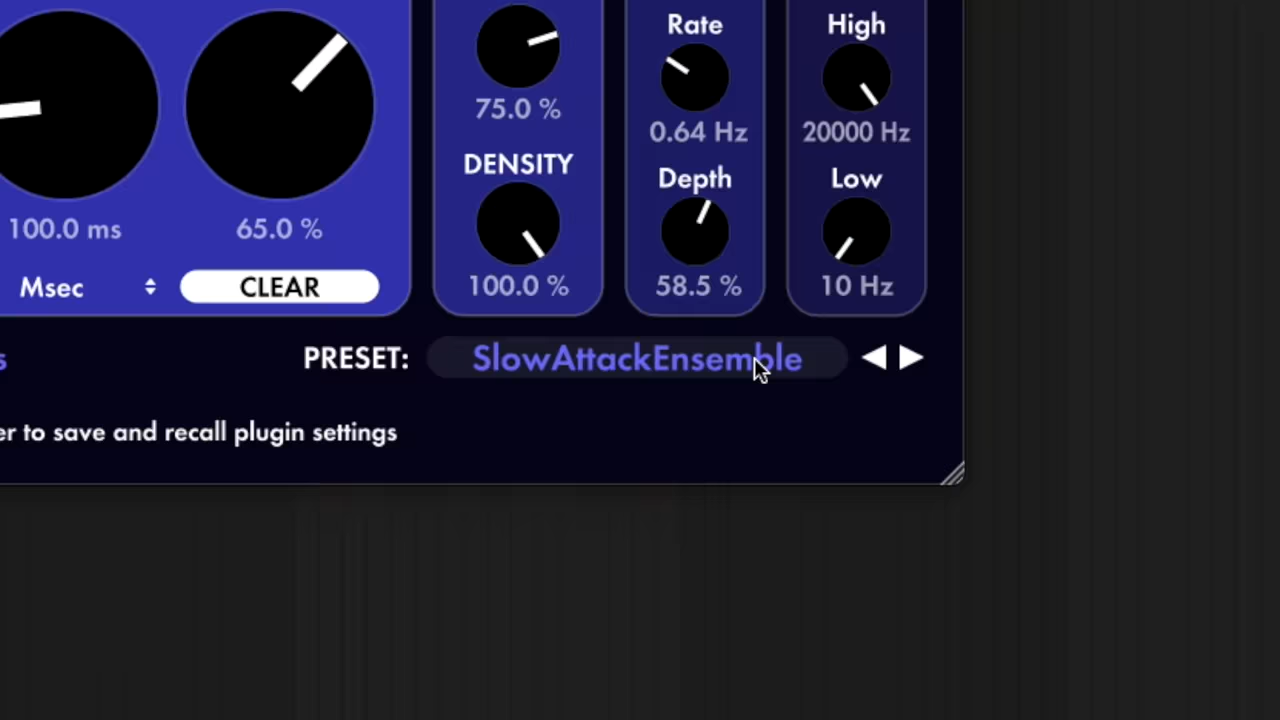 Rate
High
75.0 %
0.64 Hz
20000 Hz
DENSITY
Depth
Low
100.0 ms
65.0 %
100.0 %
58.5 %
10 Hz
Msec
CLEAR
s
PRESET:
SlowAttackEnsemble
er to save and recall plugin settings